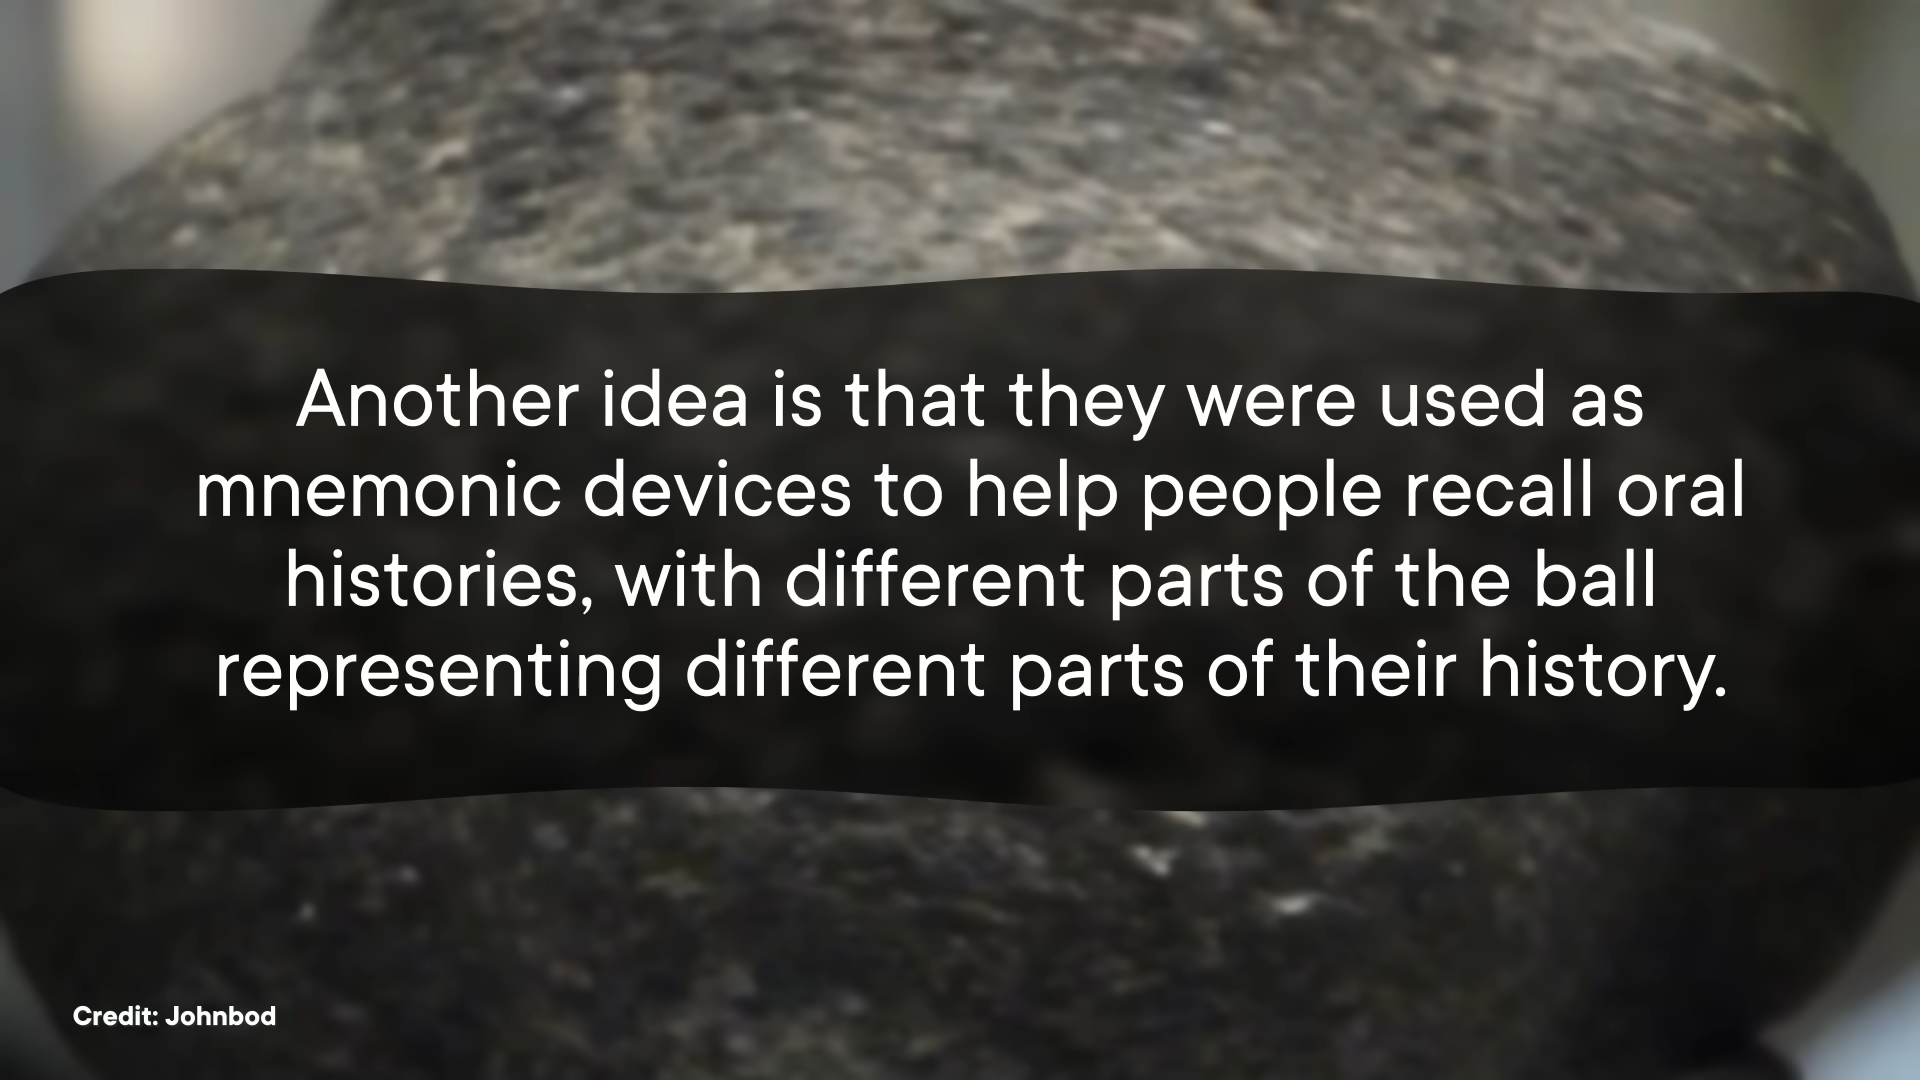 Another idea is that they were used as
mnemonic devices to help people recall oral
histories, with different parts of the ball
representing different parts of their history.
Credit: Johnbod